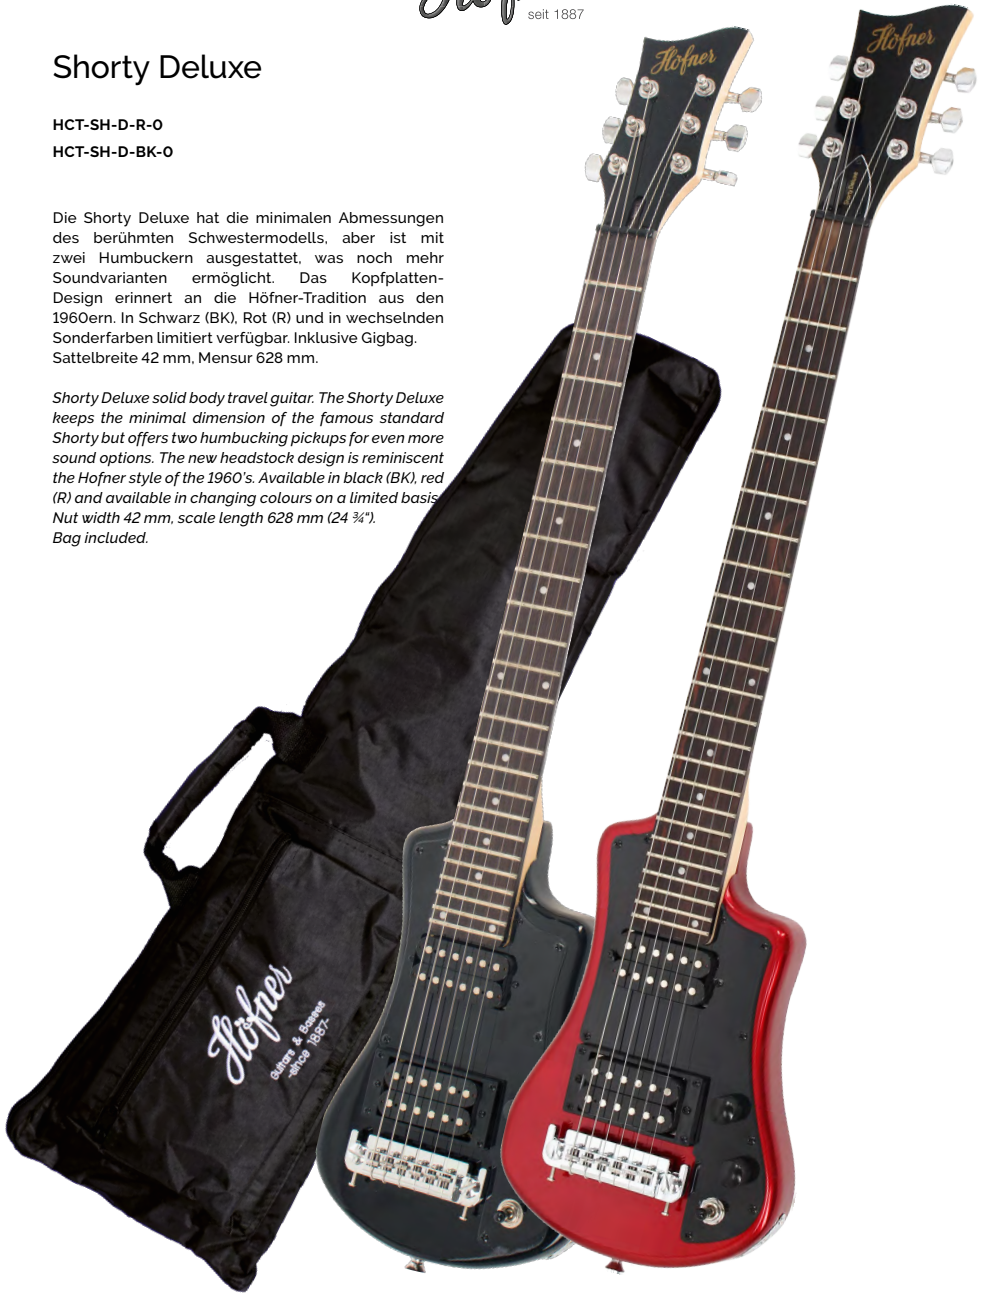 seit 1887
Shorty Deluxe
HCT-SH-D-R-0
HCT-SH-D-BK-0
Die Shorty Deluxe hat die minimalen Abmessungen
des berühmten Schwestermodells, aber ist mit
zwei Humbuckern ausgestattet, was noch mehr
Soundvarianten ermöglicht. Das Kopfplatten-
Design erinnert an die Höfner-Tradition aus den
1960ern. In Schwarz (BK), Rot (R) und in wechselnden
Sonderfarben limitiert verfügbar. Inklusive Gigbag.
Sattelbreite 42 mm, Mensur 628 mm.
Shorty Deluxe solid body travel guitar. The Shorty Deluxe
keeps the minimal dimension of the famous standard
Shorty but offers two humbucking pickups for even more
sound options. The new headstock design is reminiscent
the Hofner style of the 1960's. Available in black (BK), red
(R) and available in changing colours on a limited basis.
Nut width 42 mm, scale length 628 mm (24 ¾").
Bag included.
Höfner
Höfner
Shorty Deluxe
Höfner
Guitars & Basses
-since 1887-